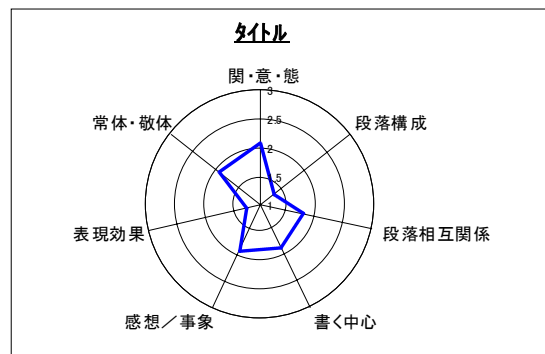 タイトル
関・意・態
3
2.5
2
1.5
1
常体・敬体
段落構成
表現効果
段落相互関係
感想／事象
書く中心